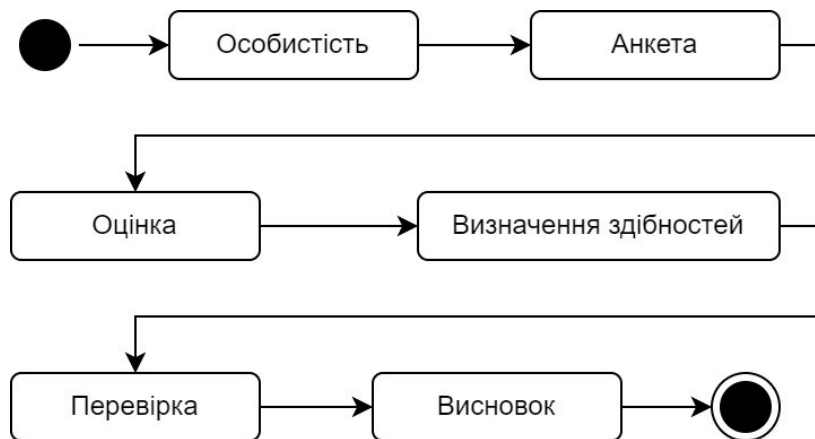 Особистість
Анкета
Оцінка
Визначення здібностей
Перевірка
Висновок